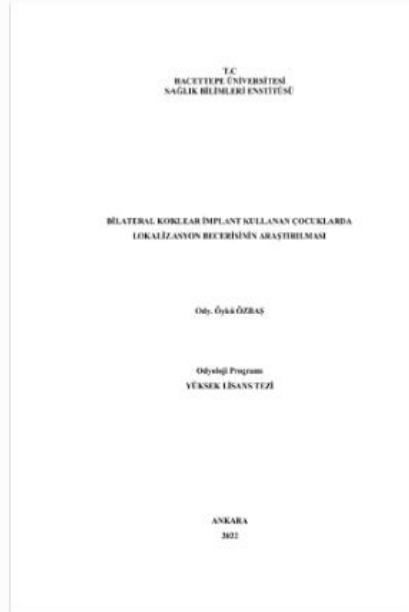 T.C
HACETTEPE ÜNİVERSİTESİ
SAĞLIK BİLİMLERİ ENSTİTÜSÜ
BİLATERAL KOKLEAR İMPLANT KULLANAN ÇOCUKLARDA
LOKALİZASYON BECERİSİNİN ARAŞTIRILMASI
Ody. Öykü ÖZBAŞ
Odyoloji Programı
YÜKSEK LİSANS TEZİ
ANKARA
2022